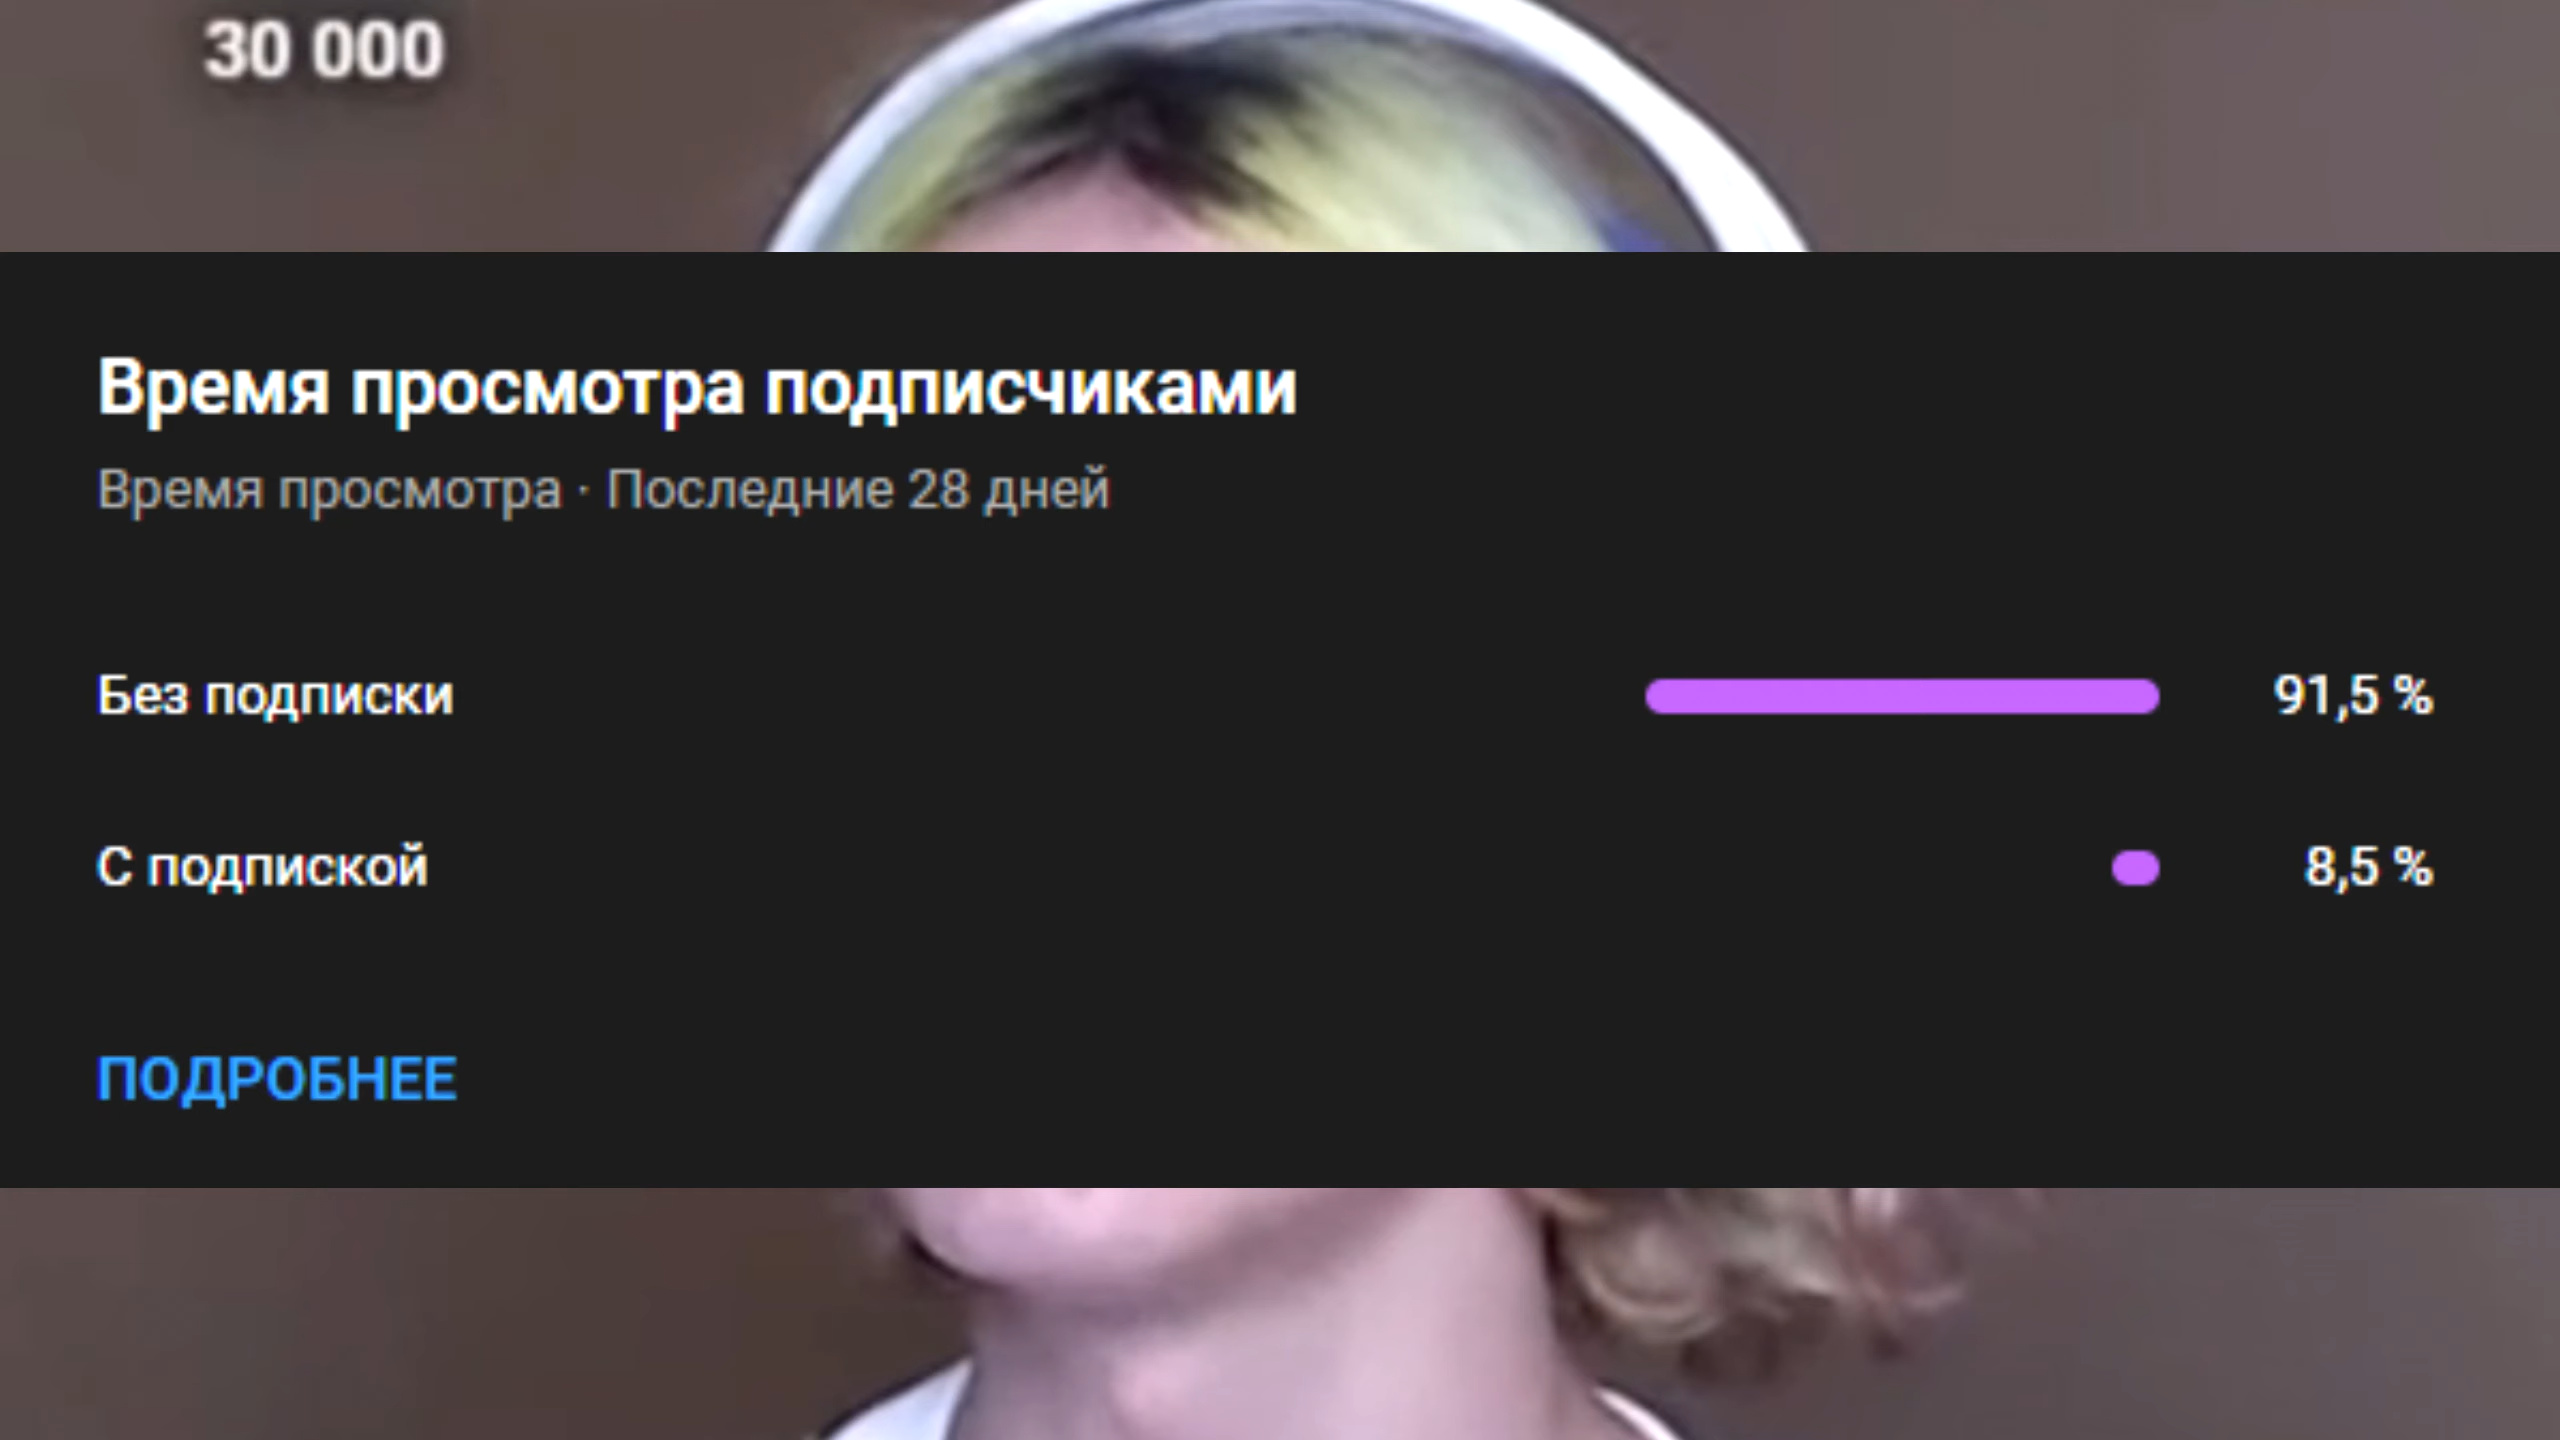 30 000
Время просмотра подписчиками
Время просмотра · Последние 28 дней
Без подписки 91,5 %
С подпиской 8,5 %
ПОДРОБНЕЕ